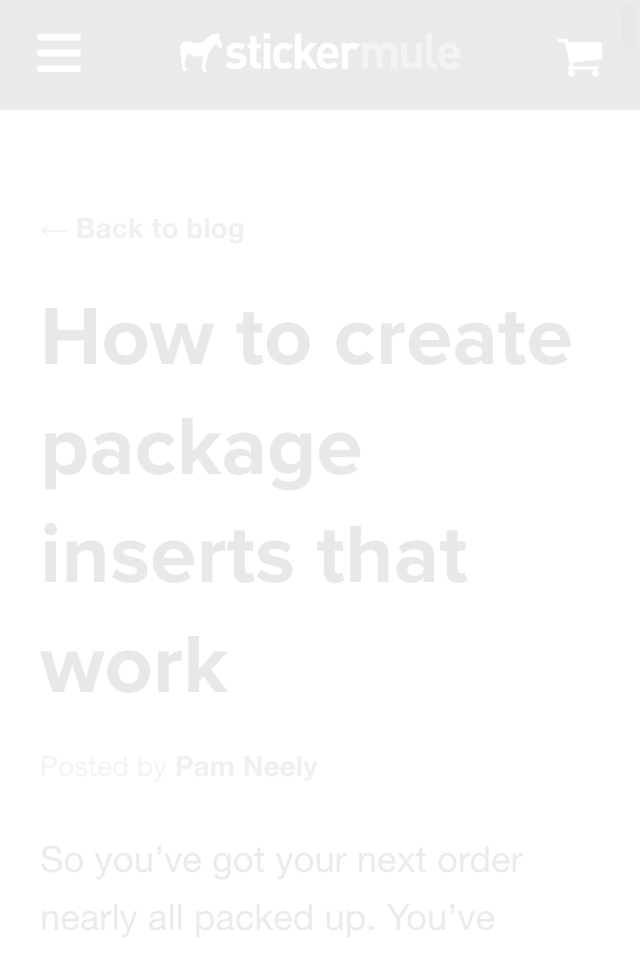 stickermule
← Back to blog
How to create
package
inserts that
work
Posted by Pam Neely
So you’ve got your next order
nearly all packed up. You’ve